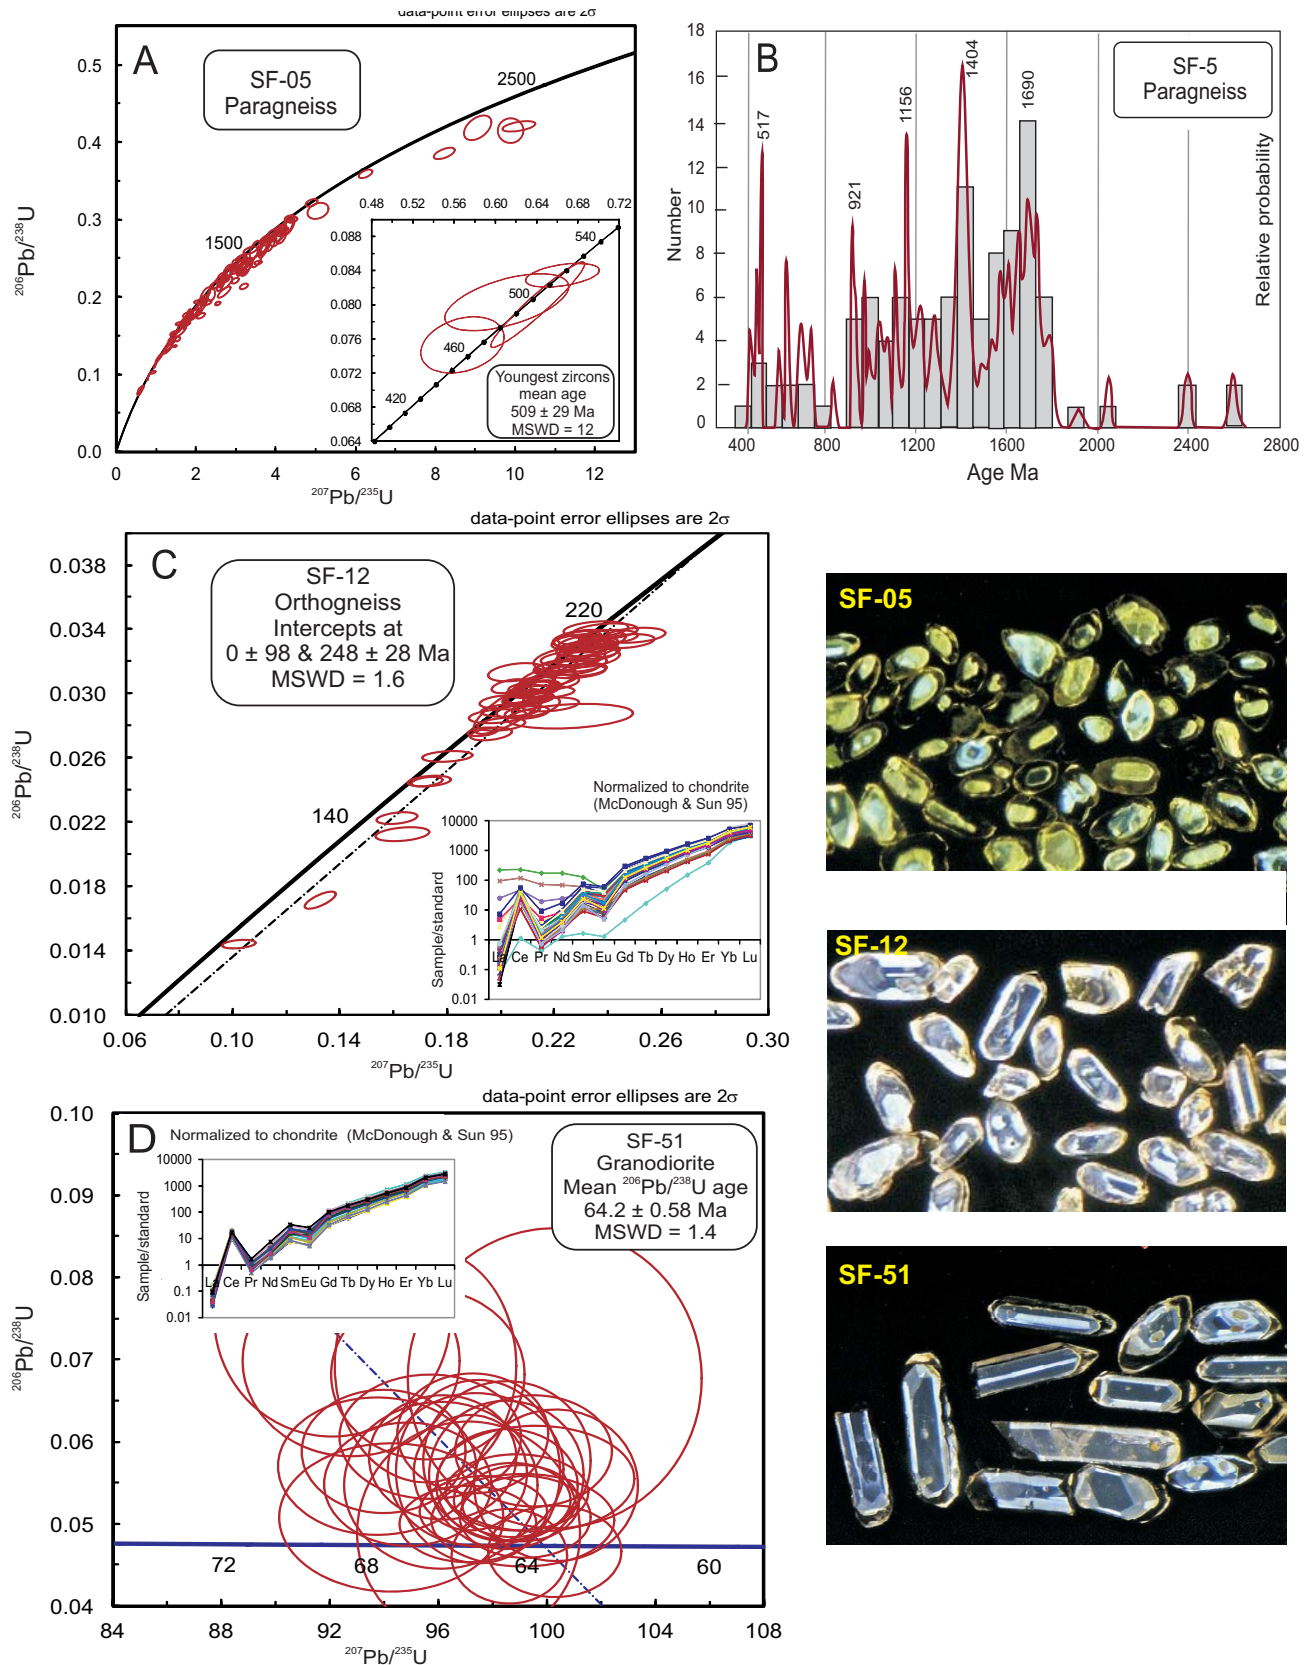 data-point error ellipses are 2σ
A
SF-05
Paragneiss
2500
1500
0.5
0.4
0.3
0.2
0.1
0.0
206Pb/238U
0 2 4 6 8 10 12
207Pb/235U
0.48 0.52 0.56 0.60 0.64 0.68 0.72
0.088
0.084
0.080
0.076
0.072
0.068
0.064
540
500
460
420
Youngest zircons
mean age
509 ± 29 Ma
MSWD = 12
B
SF-5
Paragneiss
18
16
14
12
10
8
6
4
2
0
Number
517
921
1156
1404
1690
Relative probability
400 800 1200 1600 2000 2400 2800
Age Ma
data-point error ellipses are 2σ
C
SF-12
Orthogneiss
Intercepts at
0 ± 98 & 248 ± 28 Ma
MSWD = 1.6
220
140
0.038
0.034
0.030
0.026
0.022
0.018
0.014
0.010
206Pb/238U
0.06 0.10 0.14 0.18 0.22 0.26 0.30
207Pb/235U
Normalized to chondrite
(McDonough & Sun 95)
10000
1000
100
10
1
0.1
0.01
Sample/standard
La Ce Pr Nd Sm Eu Gd Tb Dy Ho Er Yb Lu
data-point error ellipses are 2σ
D
Normalized to chondrite (McDonough & Sun 95)
10000
1000
100
10
1
0.1
0.01
Sample/standard
La Ce Pr Nd Sm Eu Gd Tb Dy Ho Er Yb Lu
SF-51
Granodiorite
Mean 206Pb/238U age
64.2 ± 0.58 Ma
MSWD = 1.4
0.10
0.09
0.08
0.07
0.06
0.05
0.04
206Pb/238U
72 68 64 60
84 88 92 96 100 104 108
207Pb/235U
SF-05
SF-12
SF-51